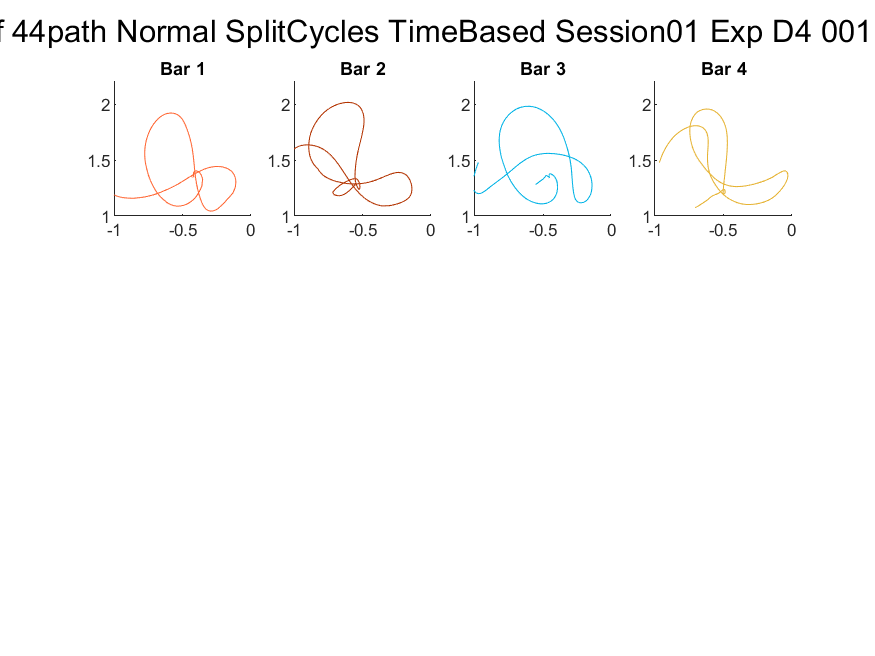 f 44path Normal SplitCycles TimeBased Session01 Exp D4 001
Bar 1 Bar 2 Bar 3 Bar 4
2 2 2 2
1.5 1.5 1.5 1.5
1 1 1 1
-1 -0.5 0 -1 -0.5 0 -1 -0.5 0 -1 -0.5 0